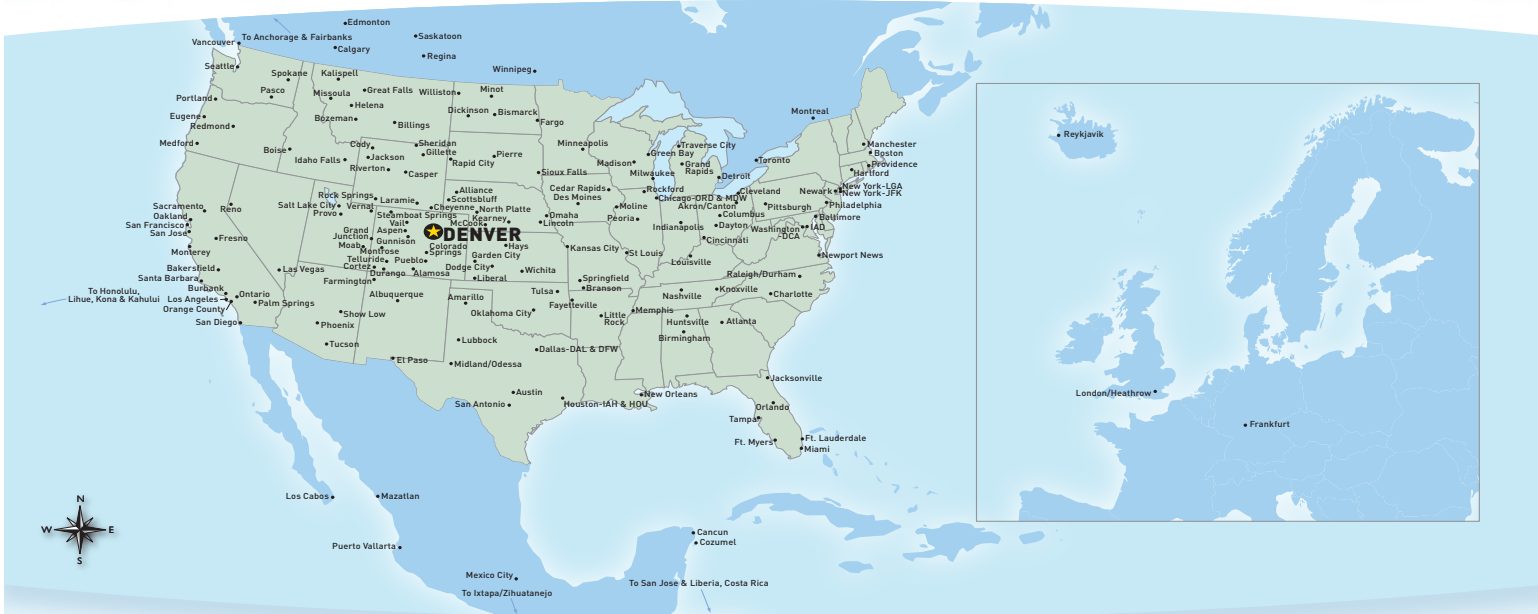 Edmonton
To Anchorage & Fairbanks
Saskatoon
Vancouver
Calgary
Regina
Seattle
Winnipeg
Spokane
Kalispell
Pasco
Missoula
Great Falls
Williston
Minot
Portland
Helena
Dickinson
Bismarck
Montreal
Eugene
Bozeman
Fargo
Redmond
Billings
Reykjavik
Medford
Boise
Cody
Sheridan
Gillette
Minneapolis
Green Bay
Traverse City
Manchester
Boston
Idaho Falls
Jackson
Rapid City
Pierre
Madison
Grand
Rapids
Toronto
Providence
Riverton
Casper
Sioux Falls
Milwaukee
Detroit
Hartford
Rock Springs
Laramie
Alliance
Scottsbluff
Cedar Rapids
Des Moines
Rockford
Chicago-ORD & MDW
Cleveland
Newark
New York-LGA
New York-JFK
Sacramento
Reno
Salt Lake City
Vernal
Cheyenne
North Platte
Moline
Akron/Canton
Pittsburgh
Philadelphia
Oakland
Provo
Steamboat Springs
Kearney
Omaha
Peoria
Columbus
Baltimore
San Francisco
Vail
McCook
Lincoln
Indianapolis
Dayton
Washington
-DCA
IAD
San Jose
Grand
Junction
Aspen
DENVER
Fresno
Gunnison
Cincinnati
Monterey
Moab
Montrose
Colorado
Springs
Hays
Kansas City
St Louis
Louisville
Newport News
Telluride
Pueblo
Garden City
Bakersfield
Las Vegas
Cortez
Durango
Alamosa
Dodge City
Wichita
Raleigh/Durham
Santa Barbara
Farmington
Liberal
Springfield
Branson
Burbank
To Honolulu,
Lihue, Kona & Kahului
Los Angeles
Ontario
Palm Springs
Albuquerque
Amarillo
Tulsa
Fayetteville
Nashville
Knoxville
Charlotte
Orange County
Show Low
Oklahoma City
Little
Rock
Memphis
Huntsville
Atlanta
San Diego
Phoenix
Birmingham
Tucson
Lubbock
Dallas-DAL & DFW
El Paso
Midland/Odessa
Jacksonville
Austin
New Orleans
London/Heathrow
San Antonio
Houston-IAH & HOU
Orlando
Tampa
Frankfurt
Ft. Myers
Ft. Lauderdale
Miami
Los Cabos
Mazatlan
N
W
E
S
Cancun
Cozumel
Puerto Vallarta
Mexico City
To San Jose & Liberia, Costa Rica
To Ixtapa/Zihuatanejo